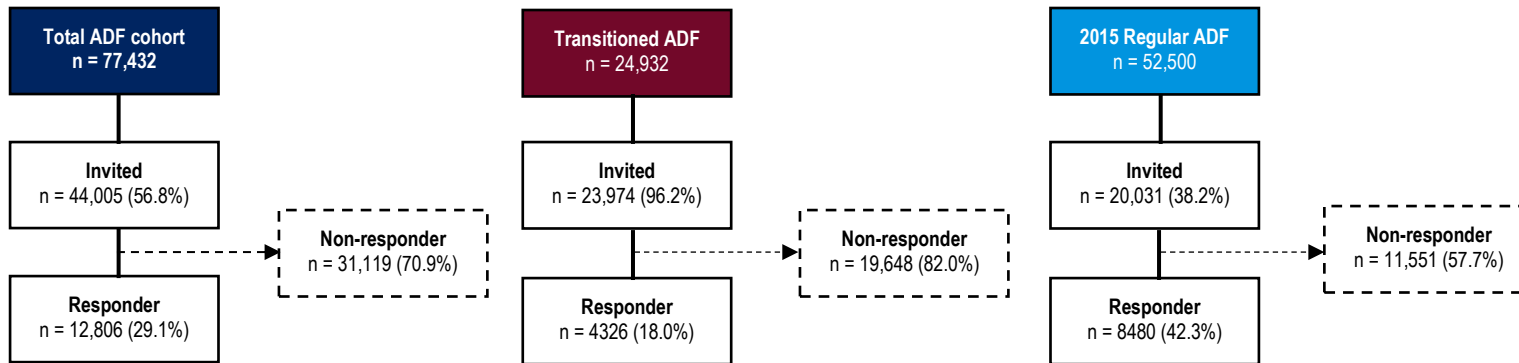 Total ADF cohort
n = 77,432
Invited
n = 44,005 (56.8%)
Non-responder
n = 31,119 (70.9%)
Responder
n = 12,806 (29.1%)
Transitioned ADF
n = 24,932
Invited
n = 23,974 (96.2%)
Non-responder
n = 19,648 (82.0%)
Responder
n = 4326 (18.0%)
2015 Regular ADF
n = 52,500
Invited
n = 20,031 (38.2%)
Non-responder
n = 11,551 (57.7%)
Responder
n = 8480 (42.3%)